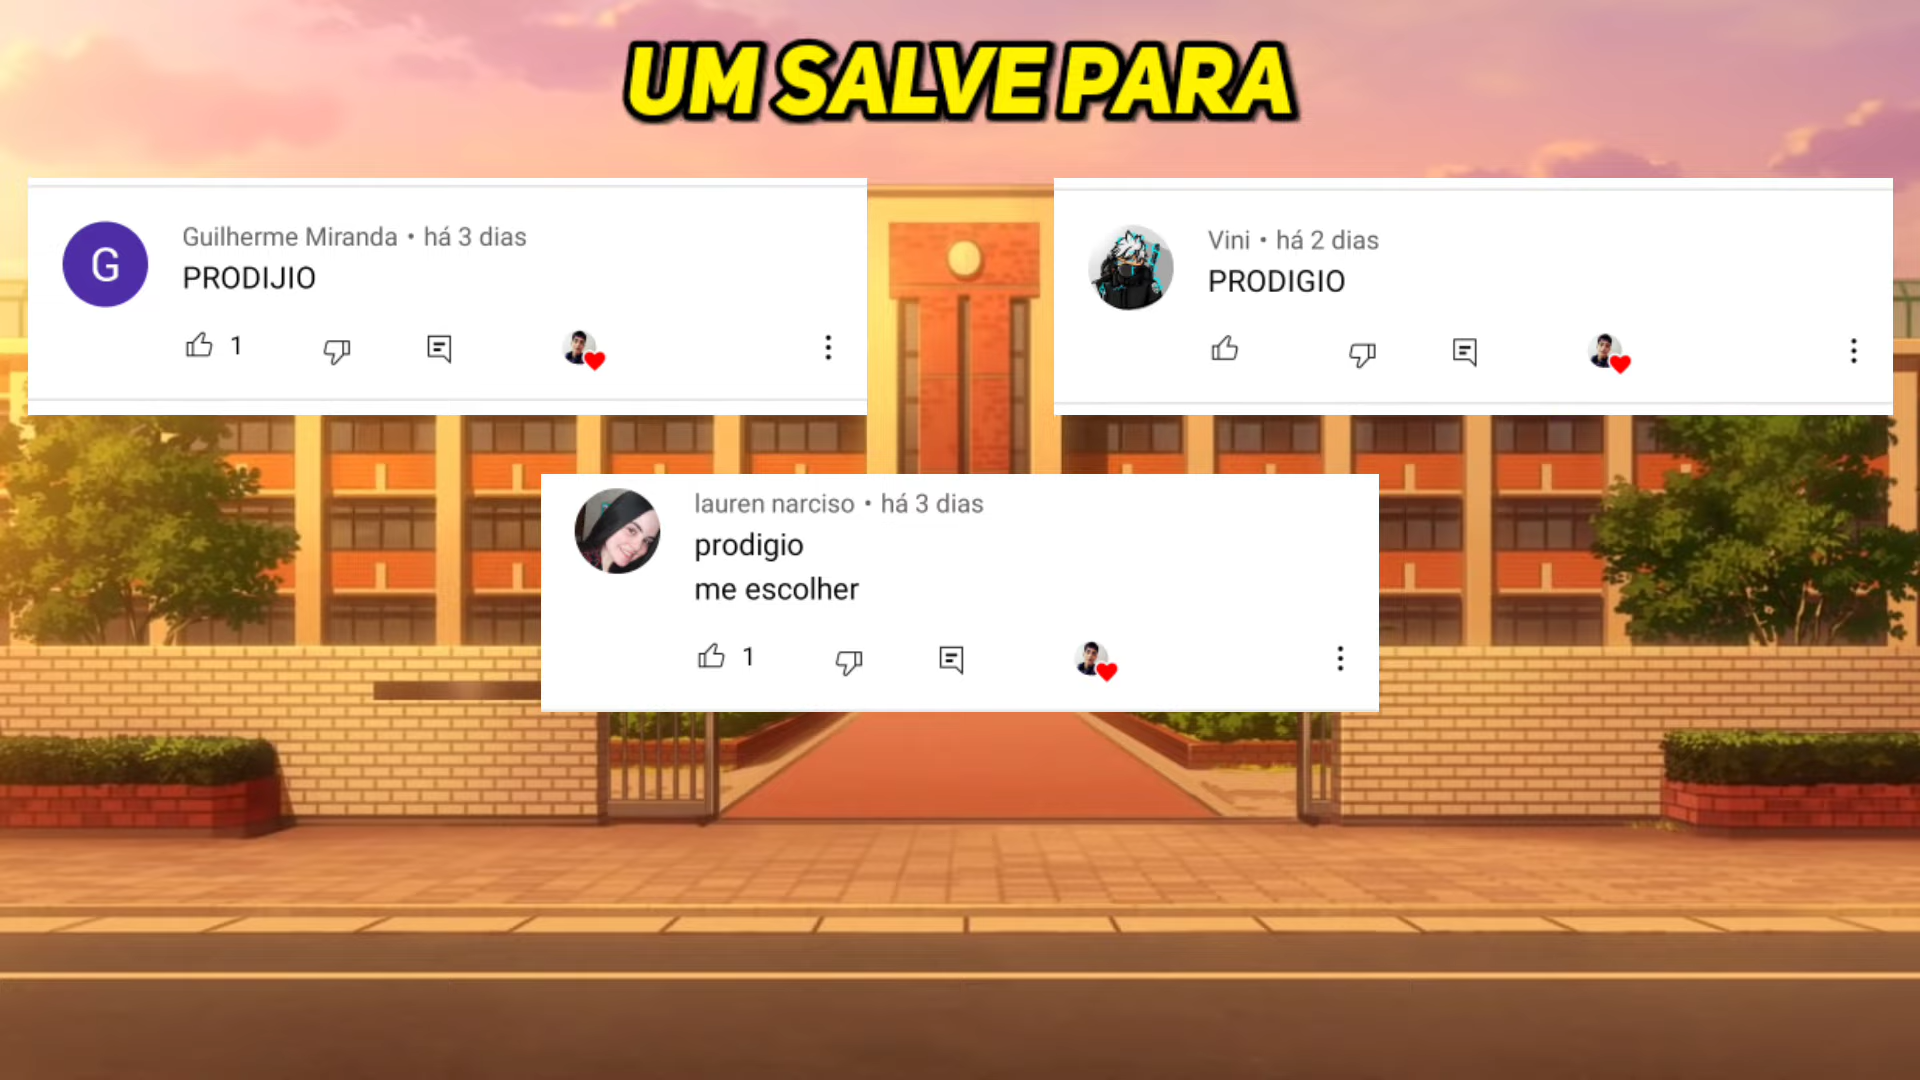 UM SALVE PARA
G
Guilherme Miranda • há 3 dias
PRODIJIO
1
Vini • há 2 dias
PRODIGIO
lauren narciso • há 3 dias
prodigio
me escolher
1